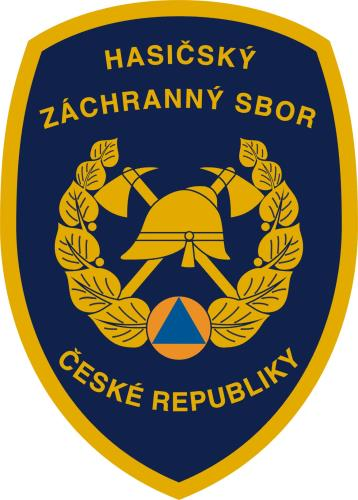 HASIČSKÝ
ZÁCHRANNÝ SBOR
ČESKÉ REPUBLIKY